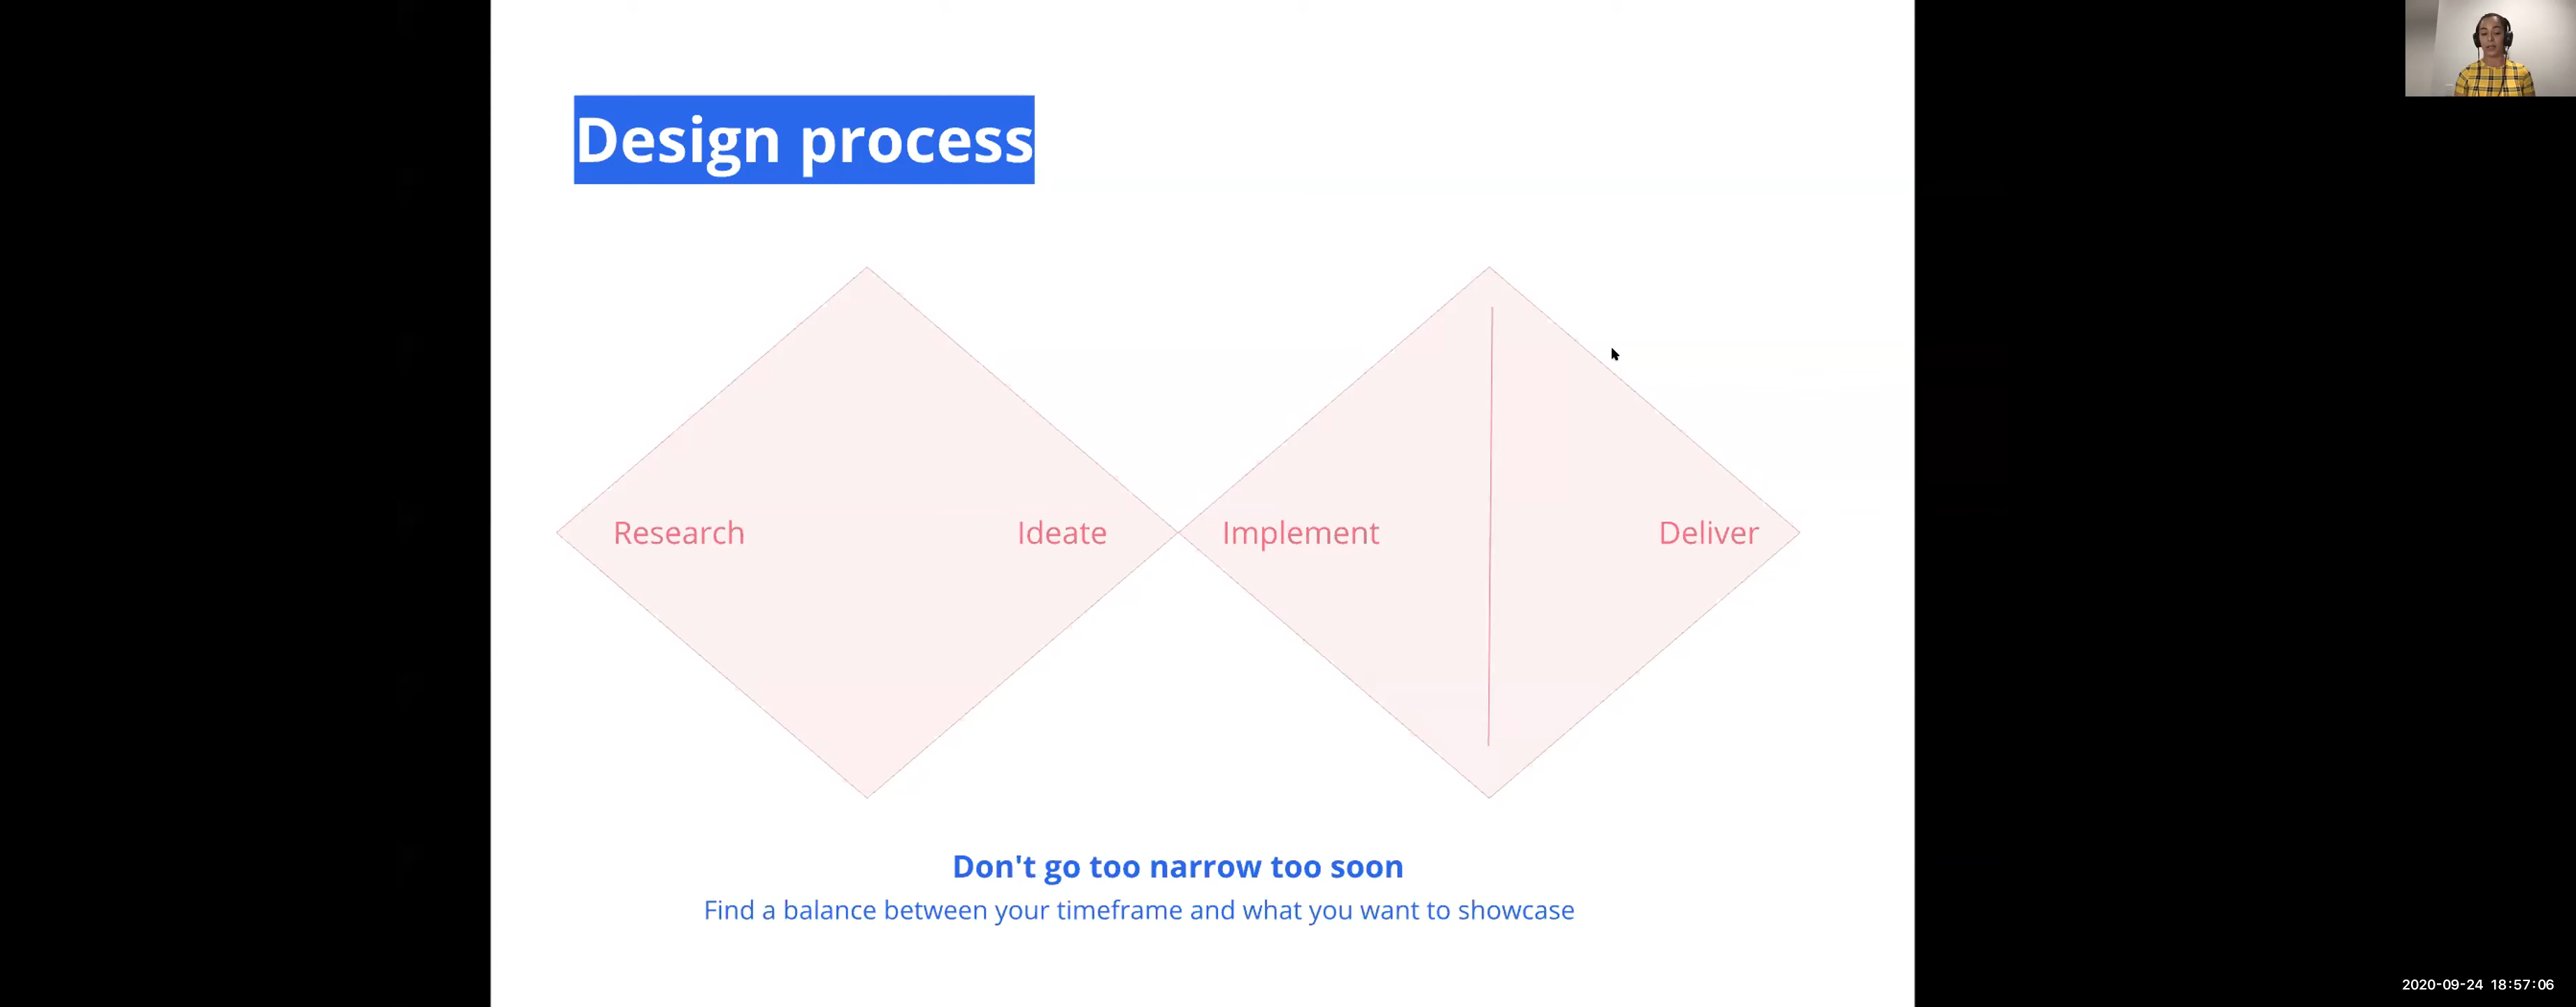 Design process
Research
Ideate
Implement
Deliver
Don't go too narrow too soon
Find a balance between your timeframe and what you want to showcase
2020-09-24 18:57:06